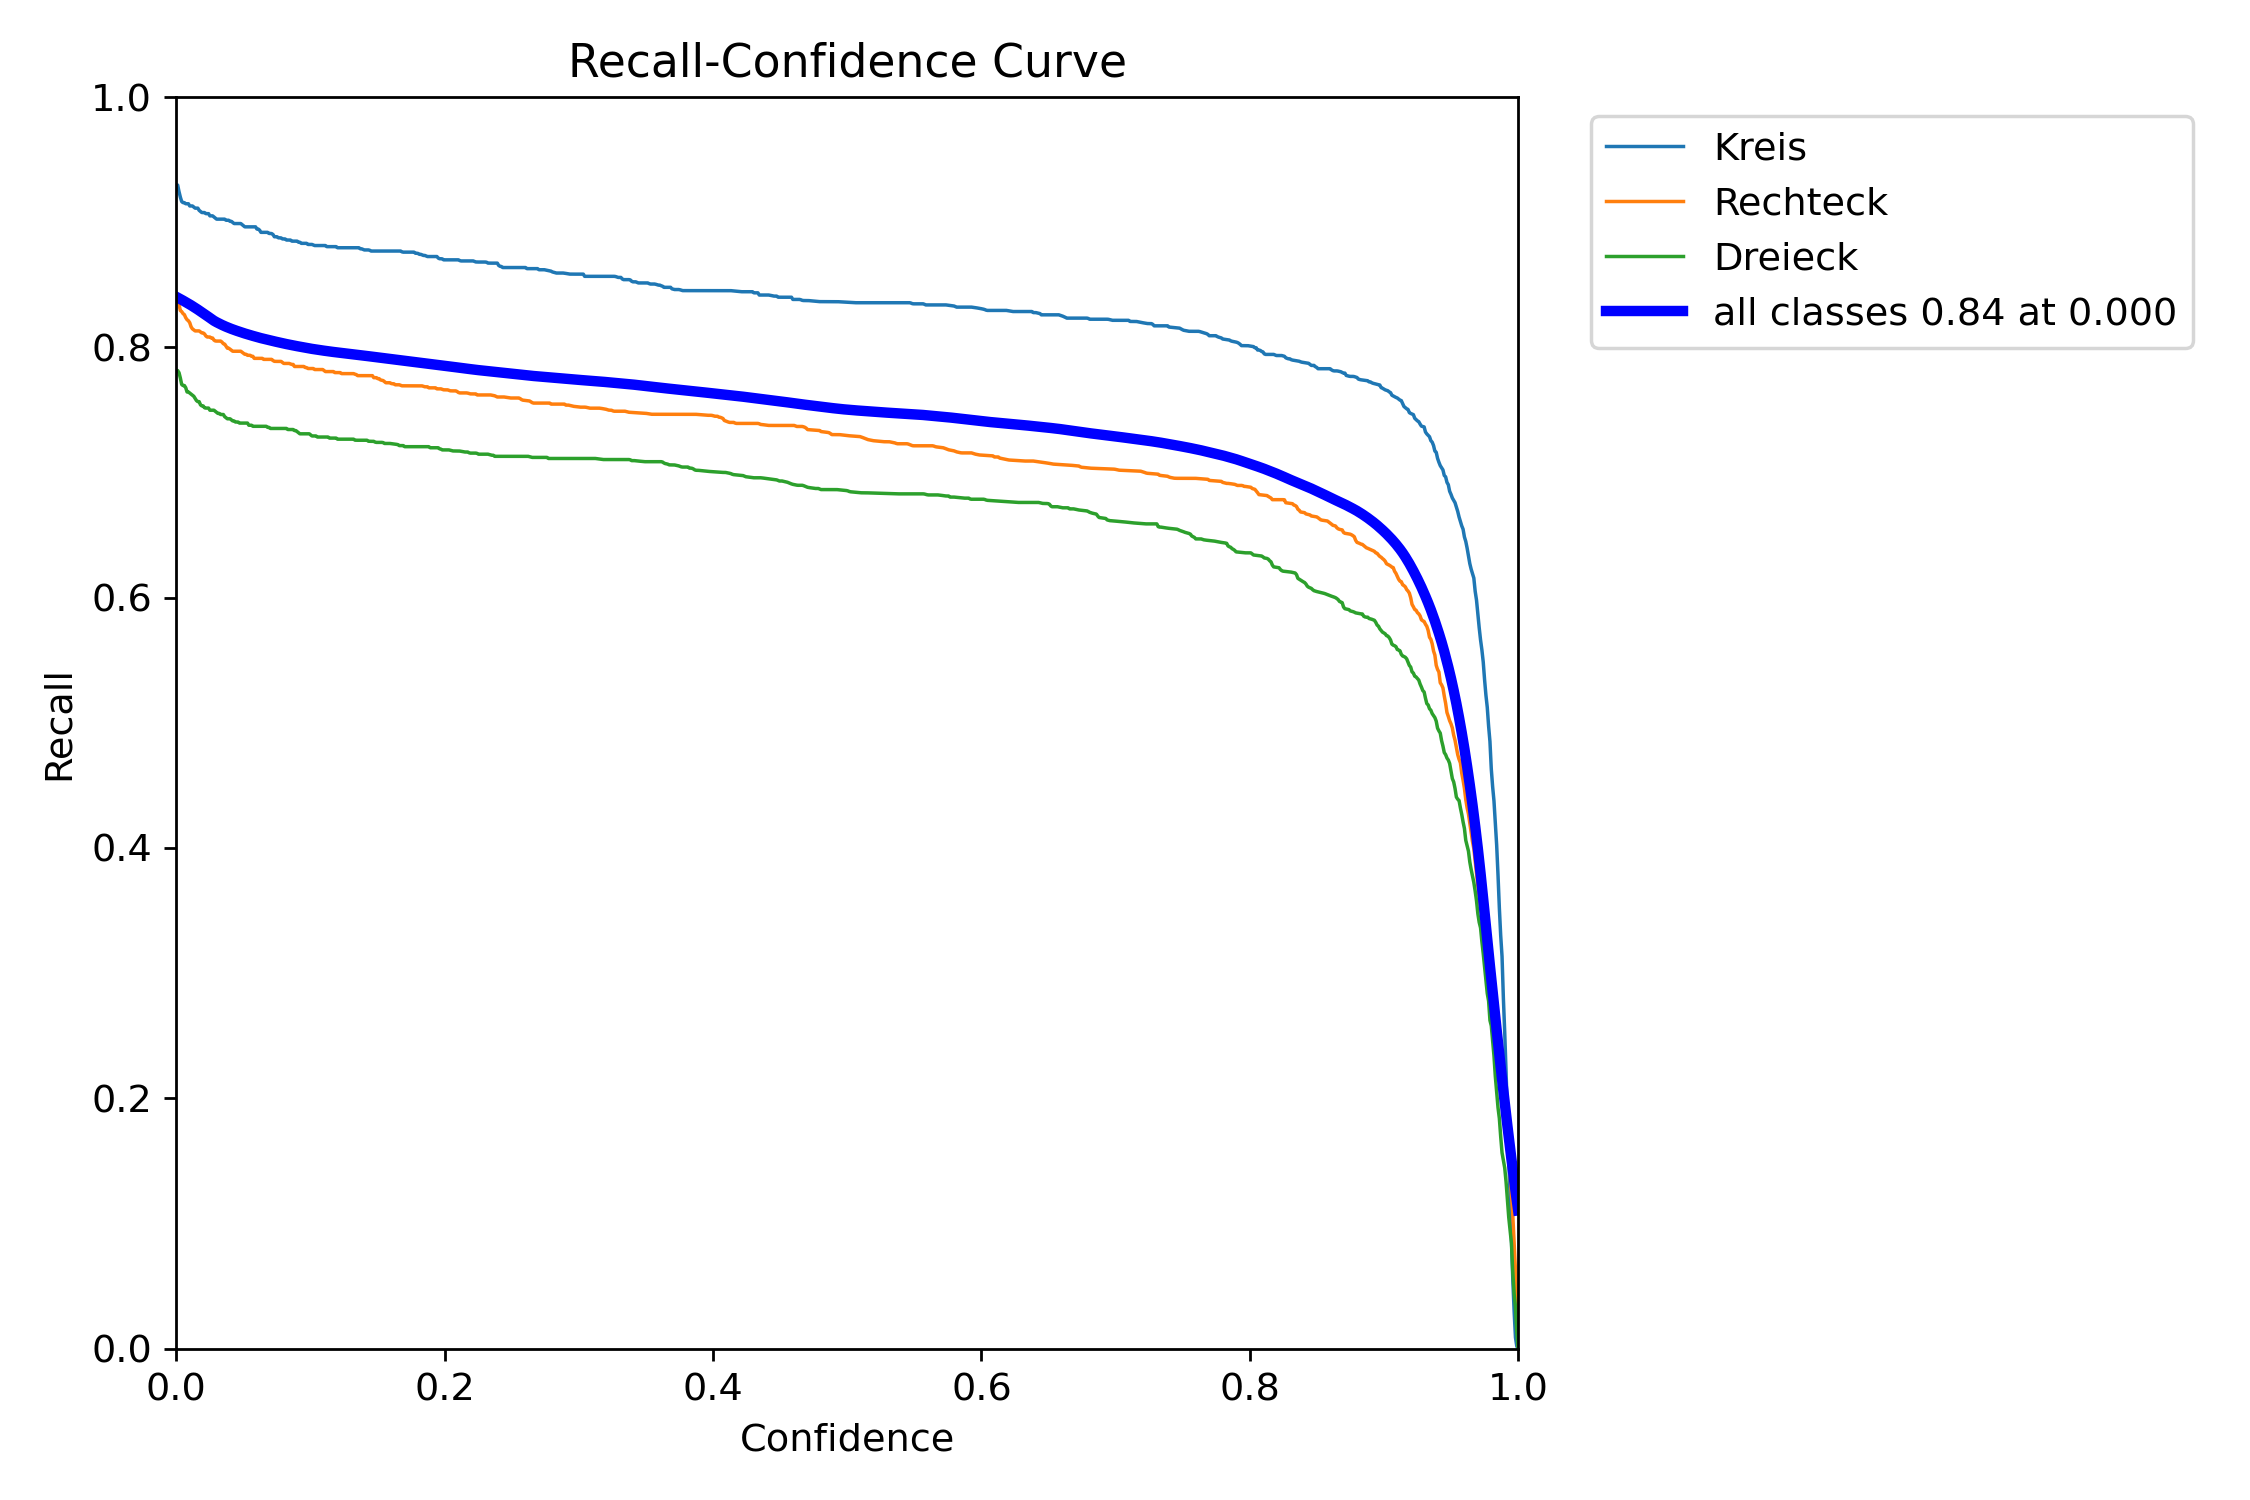 Recall-Confidence Curve
1.0
0.8
0.6
0.4
0.2
0.0
Recall
0.0 0.2 0.4 0.6 0.8 1.0
Confidence
Kreis
Rechteck
Dreieck
all classes 0.84 at 0.000